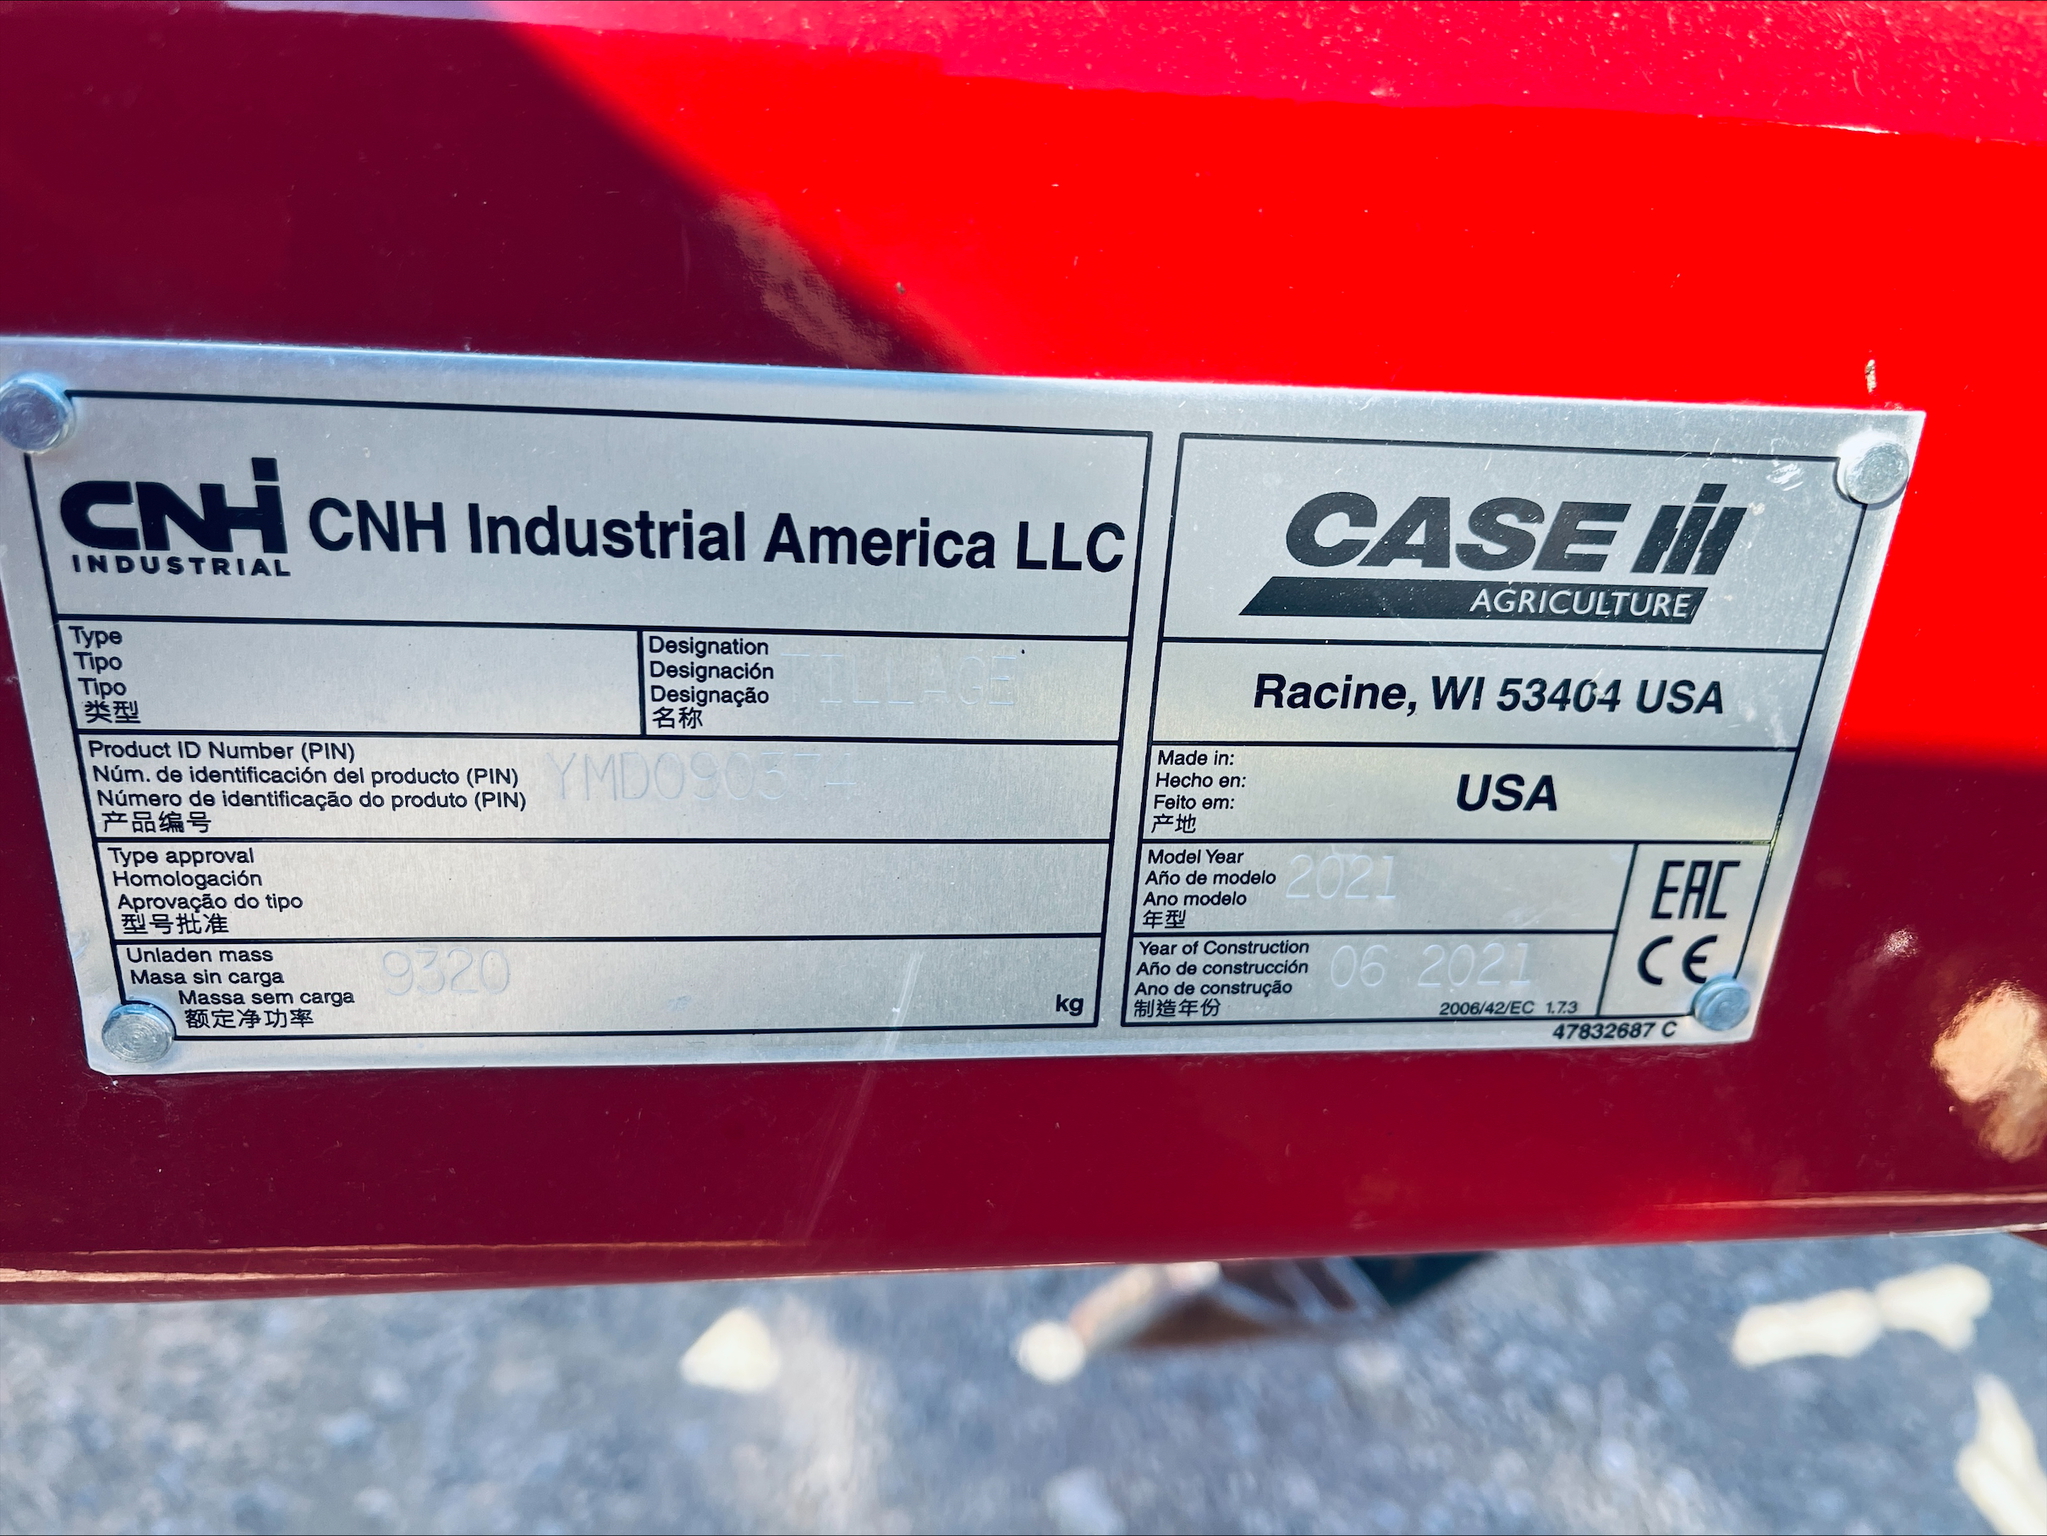 CNH INDUSTRIAL CNH Industrial America LLC
Type
Tipo
Tipo
类型
Designation
Designación
Designação
名称
TILLAGE
Product ID Number (PIN)
Núm. de identificación del producto (PIN)
Número de identificação do produto (PIN)
产品编号
YMD090374
Type approval
Homologación
Aprovação do tipo
型号批准
Unladen mass
Masa sin carga
Massa sem carga
额定净功率
9320
kg
CASE IH
AGRICULTURE
Racine, WI 53404 USA
Made in:
Hecho en:
Feito em:
产地
USA
Model Year
Año de modelo
Ano modelo
年型
2021
Year of Construction
Año de construcción
Ano de construção
制造年份
06 2021
2006/42/EC 1.7.3
EAC
CE
47832687 C